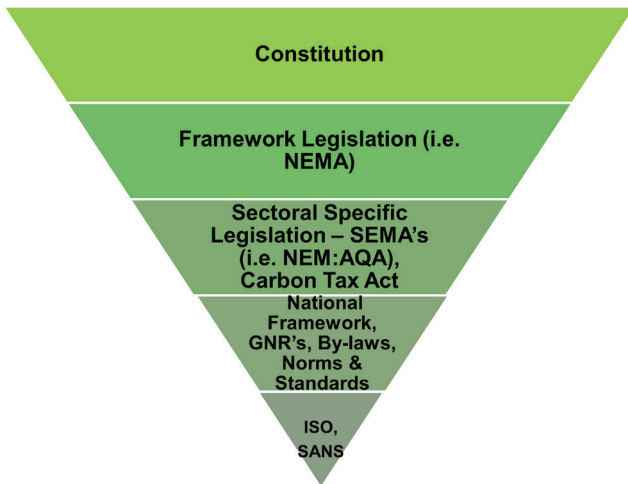 Constitution
Framework Legislation (i.e.
NEMA)
Sectoral Specific
Legislation – SEMA's
(i.e. NEM:AQA),
Carbon Tax Act
National
Framework,
GNR's, By-laws,
Norms &
Standards
ISO,
SANS